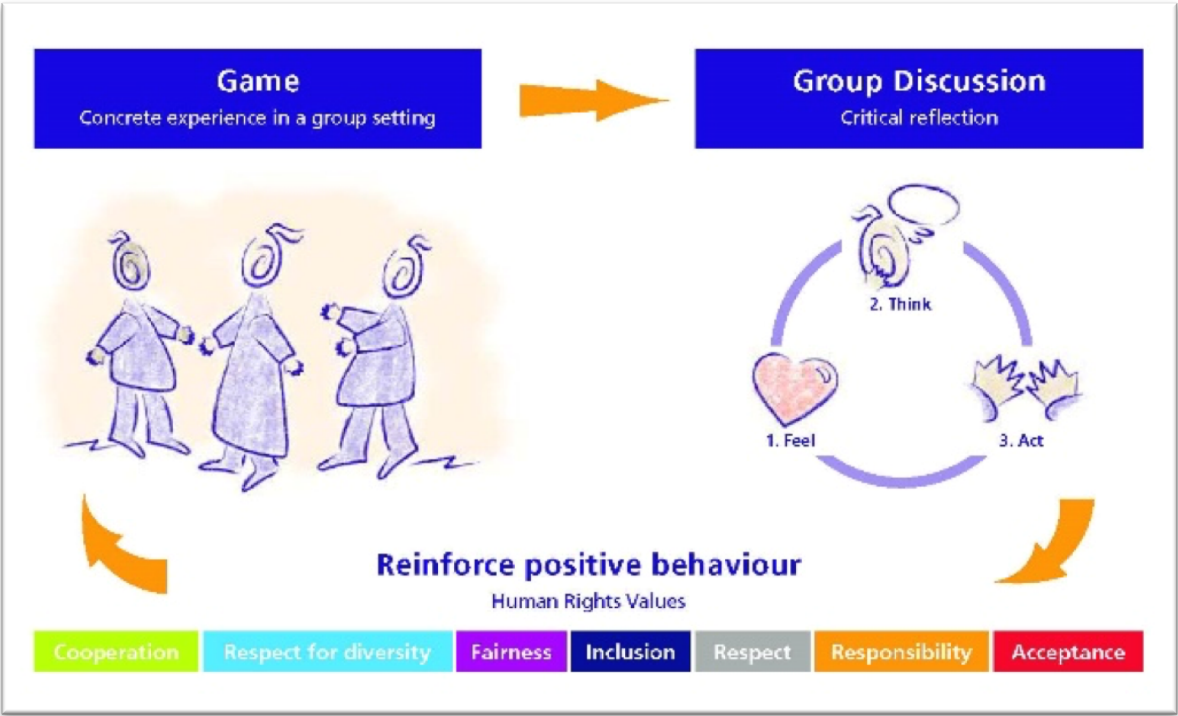 Game
Concrete experience in a group setting
Group Discussion
Critical reflection
2. Think
1. Feel
3. Act
Reinforce positive behaviour
Human Rights Values
Cooperation
Respect for diversity
Fairness
Inclusion
Respect
Responsibility
Acceptance